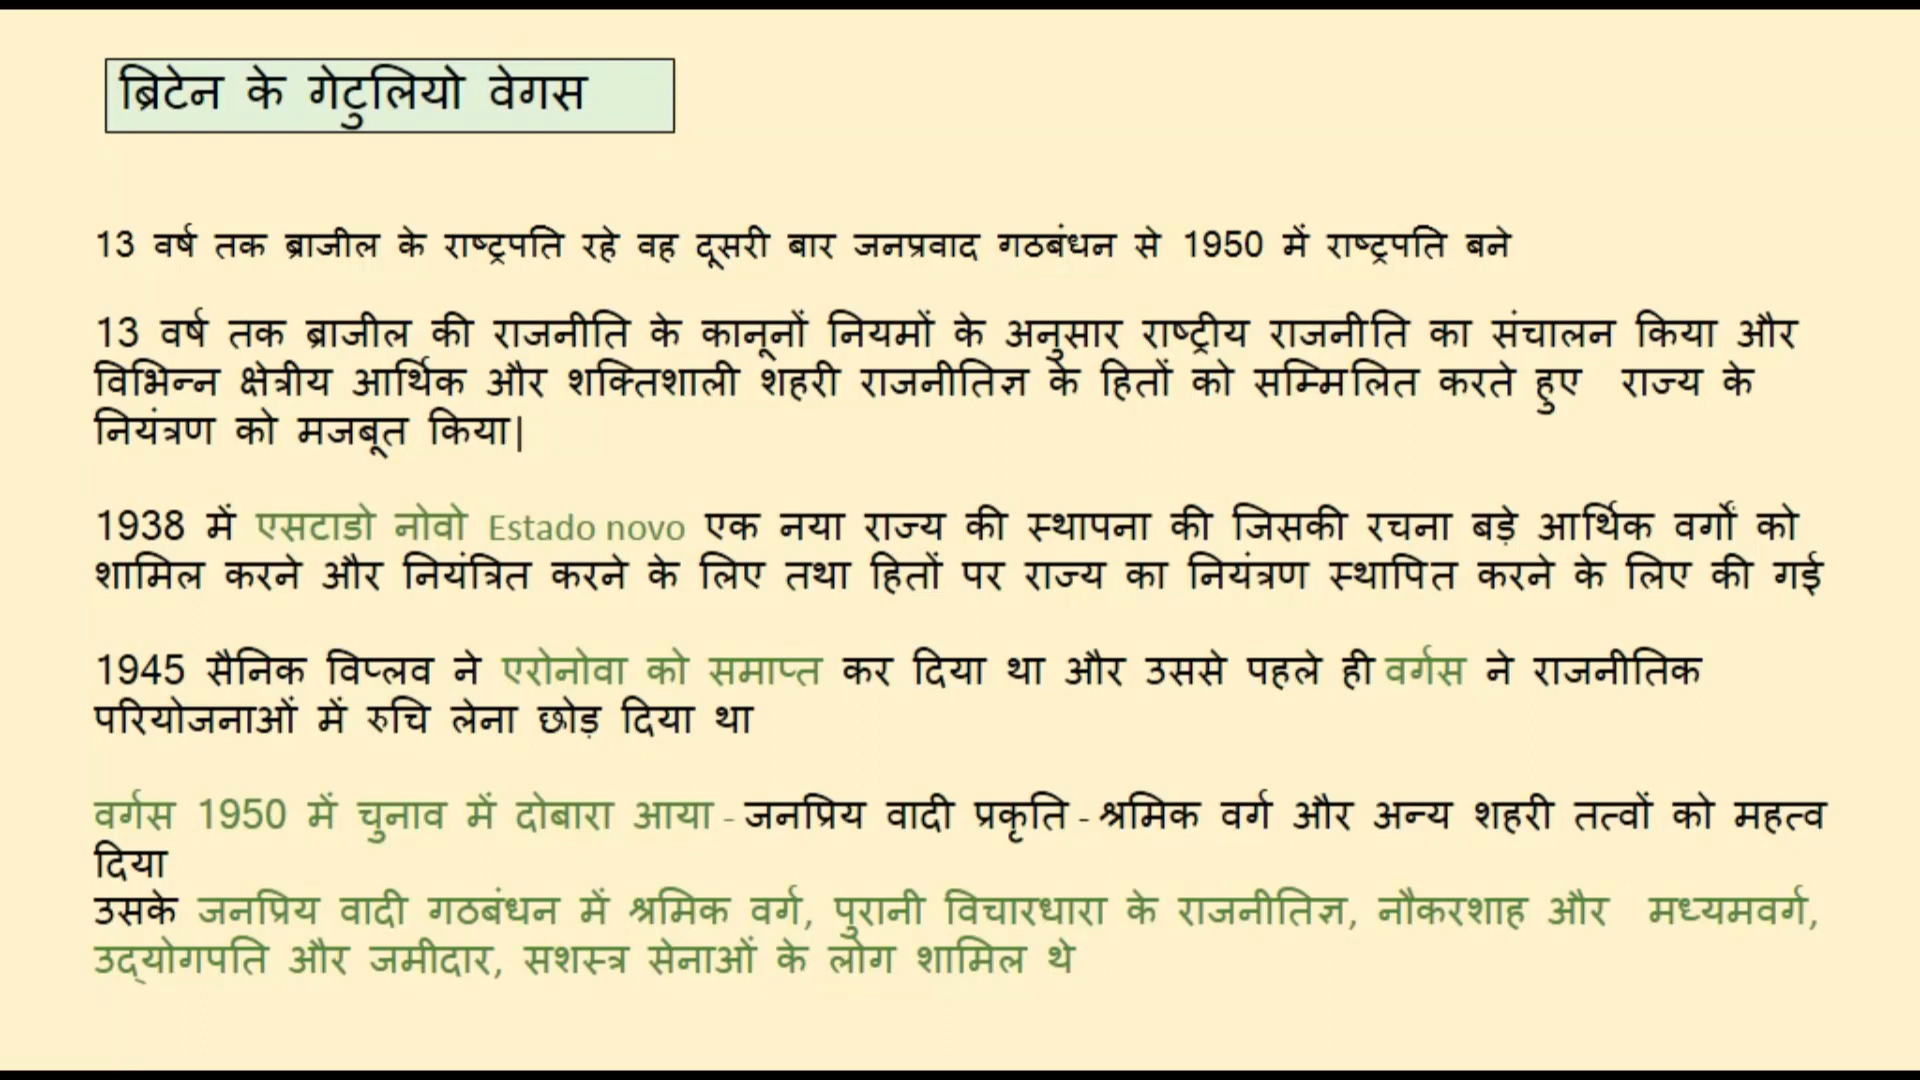 ब्रिटेन के गेटुलियो वेगस
13 वर्ष तक ब्राजील के राष्ट्रपति रहे वह दूसरी बार जनप्रवाद गठबंधन से 1950 में राष्ट्रपति बने
13 वर्ष तक ब्राजील की राजनीति के कानूनों नियमों के अनुसार राष्ट्रीय राजनीति का संचालन किया और
विभिन्न क्षेत्रीय आर्थिक और शक्तिशाली शहरी राजनीतिज्ञ के हितों को सम्मिलित करते हुए राज्य के
नियंत्रण को मजबूत किया|
1938 में एसटाडो नोवो Estado novo एक नया राज्य की स्थापना की जिसकी रचना बड़े आर्थिक वर्गों को
शामिल करने और नियंत्रित करने के लिए तथा हितों पर राज्य का नियंत्रण स्थापित करने के लिए की गई
1945 सैनिक विप्लव ने एरोनोवा को समाप्त कर दिया था और उससे पहले ही वर्गस ने राजनीतिक
परियोजनाओं में रुचि लेना छोड़ दिया था
वर्गस 1950 में चुनाव में दोबारा आया - जनप्रिय वादी प्रकृति - श्रमिक वर्ग और अन्य शहरी तत्वों को महत्व
दिया
उसके जनप्रिय वादी गठबंधन में श्रमिक वर्ग, पुरानी विचारधारा के राजनीतिज्ञ, नौकरशाह और मध्यमवर्ग,
उद्योगपति और जमीदार, सशस्त्र सेनाओं के लोग शामिल थे